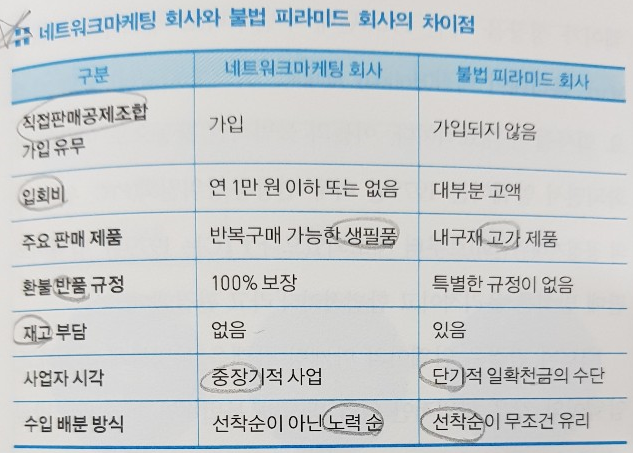 네트워크마케팅 회사와 불법 피라미드 회사의 차이점
구분 네트워크마케팅 회사 불법 피라미드 회사
직접판매공제조합
가입 유무 가입 가입되지 않음
입회비 연 1만 원 이하 또는 없음 대부분 고액
주요 판매 제품 반복구매 가능한 생필품 내구재 고가 제품
환불 반품 규정 100% 보장 특별한 규정이 없음
재고 부담 없음 있음
사업자 시각 중장기적 사업 단기적 일확천금의 수단
수입 배분 방식 선착순이 아닌 노력 순 선착순이 무조건 유리